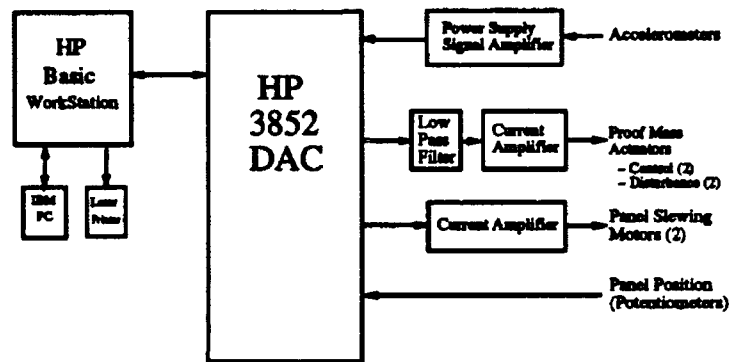 HP
Basic
WorkStation
IBM
PC
Laser
Printer
HP
3852
DAC
Power Supply
Signal Amplifier
Accelerometers
Low
Pass
Filter
Current
Amplifier
Proof Mass
Actuators
- Control (2)
- Disturbance (2)
Current Amplifier
Panel Slewing
Motors (2)
Panel Position
(Potentiometers)